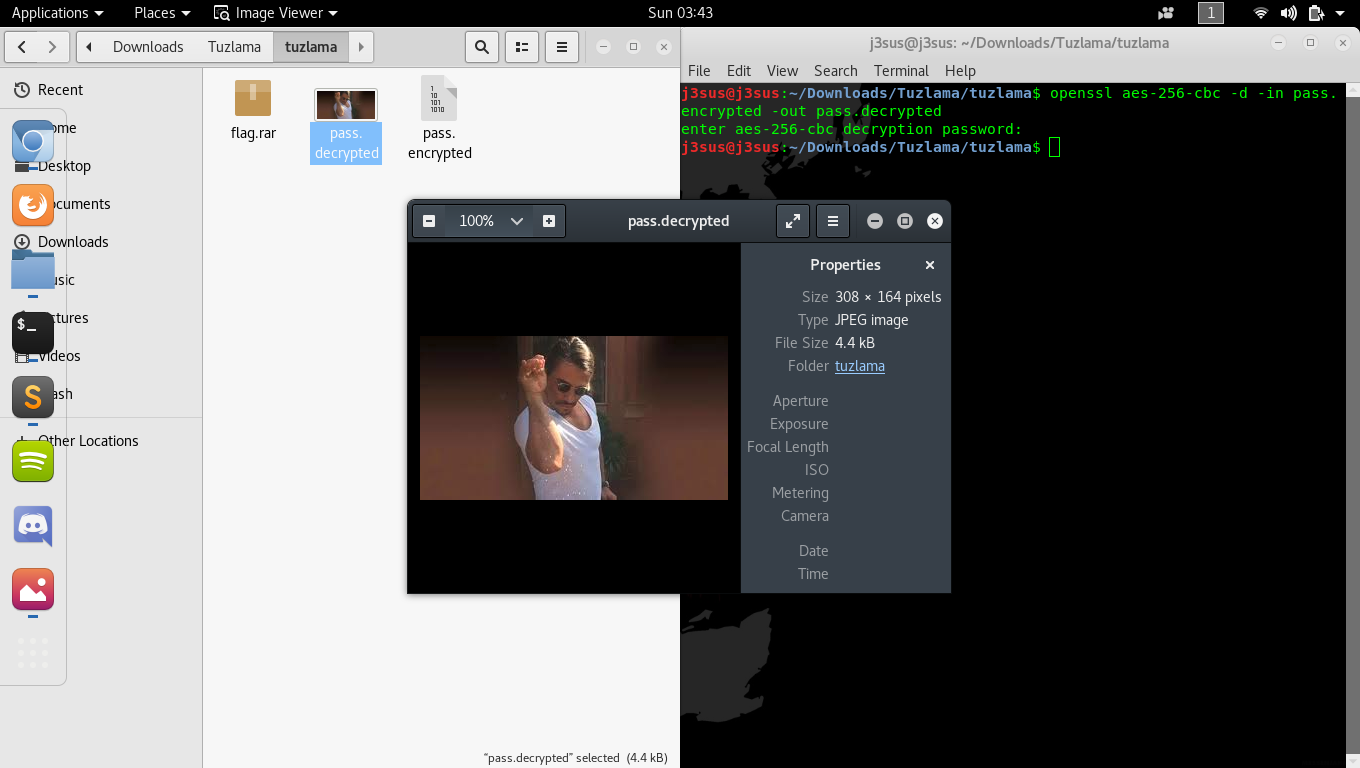 Applications Places Image Viewer Sun 03:43 1
Downloads Tuzlama tuzlama
Recent
ome
Desktop
ocuments
Downloads
usic
ctures
Videos
ash
Other Locations
flag.rar
pass.
decrypted
pass.
encrypted
"pass.decrypted" selected (4.4 kB)
j3sus@j3sus: ~/Downloads/Tuzlama/tuzlama
File Edit View Search Terminal Help
j3sus@j3sus:~/Downloads/Tuzlama/tuzlama$ openssl aes-256-cbc -d -in pass.
encrypted -out pass.decrypted
enter aes-256-cbc decryption password:
j3sus@j3sus:~/Downloads/Tuzlama/tuzlama$
100% pass.decrypted
Properties
Size 308 × 164 pixels
Type JPEG image
File Size 4.4 kB
Folder tuzlama
Aperture
Exposure
Focal Length
ISO
Metering
Camera
Date
Time